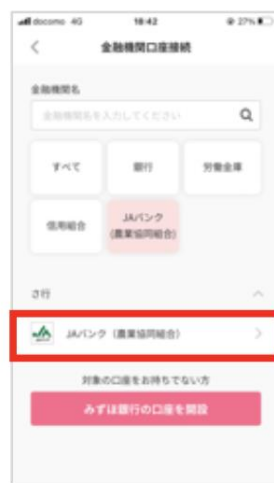 docomo 4G 18:42 27%
金融機関口座接続
金融機関名
金融機関名を入力してください
すべて 銀行 労働金庫
信用組合 JAバンク
(農業協同組合)
さ行
JA JAバンク（農業協同組合）
対象の口座をお持ちでない方
みずほ銀行の口座を開設